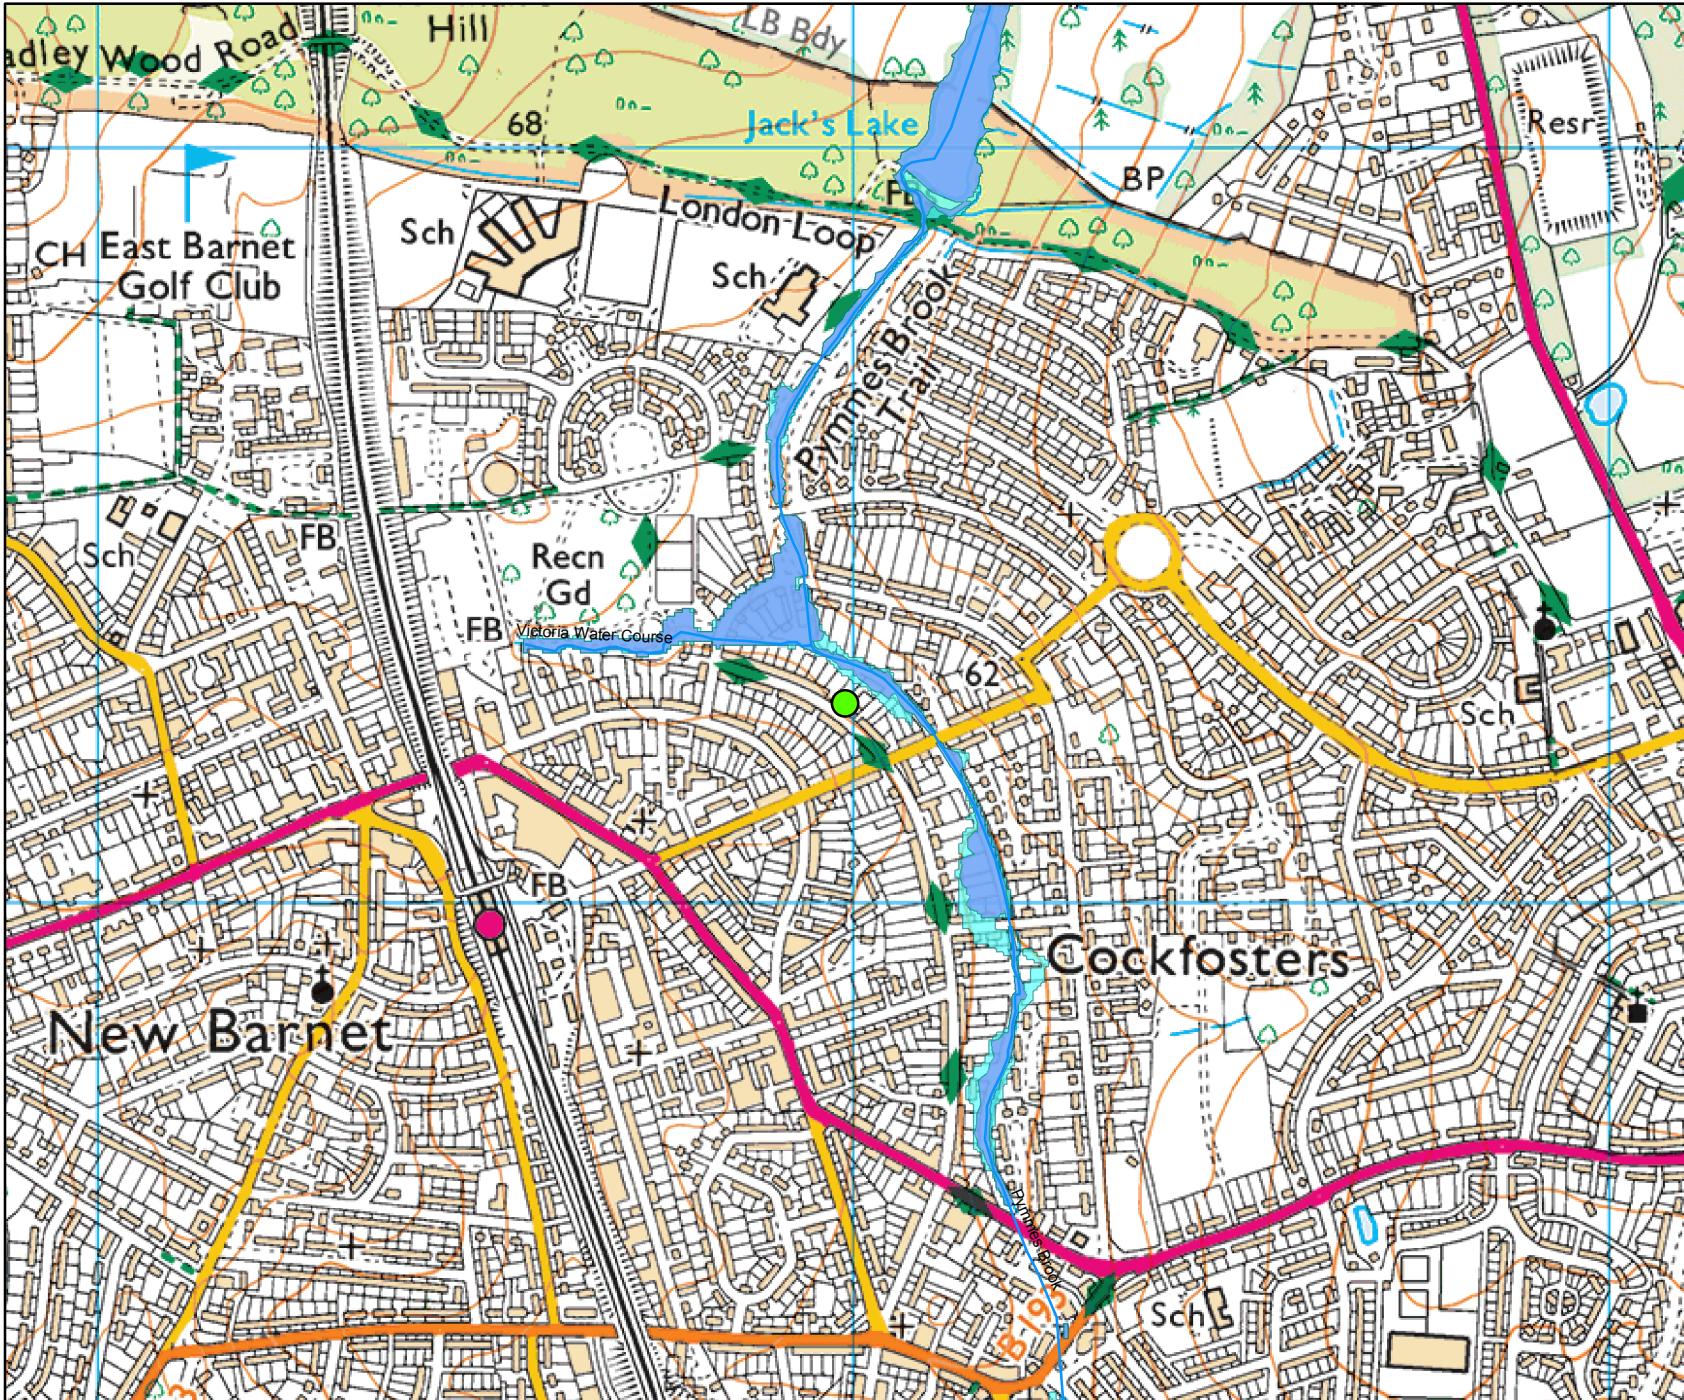 Hill
LB Bdy
adley Wood Road
68
Jack's Lake
Resr
BP
Sch
London Loop
CH East Barnet
Golf Club
Sch
Pymmes Brook
Trail
Sch
FB
Recn
Gd
FB
Victoria Water Course
62
Sch
FB
Cockfosters
New Barnet
Pymmes Brook
Sch
3